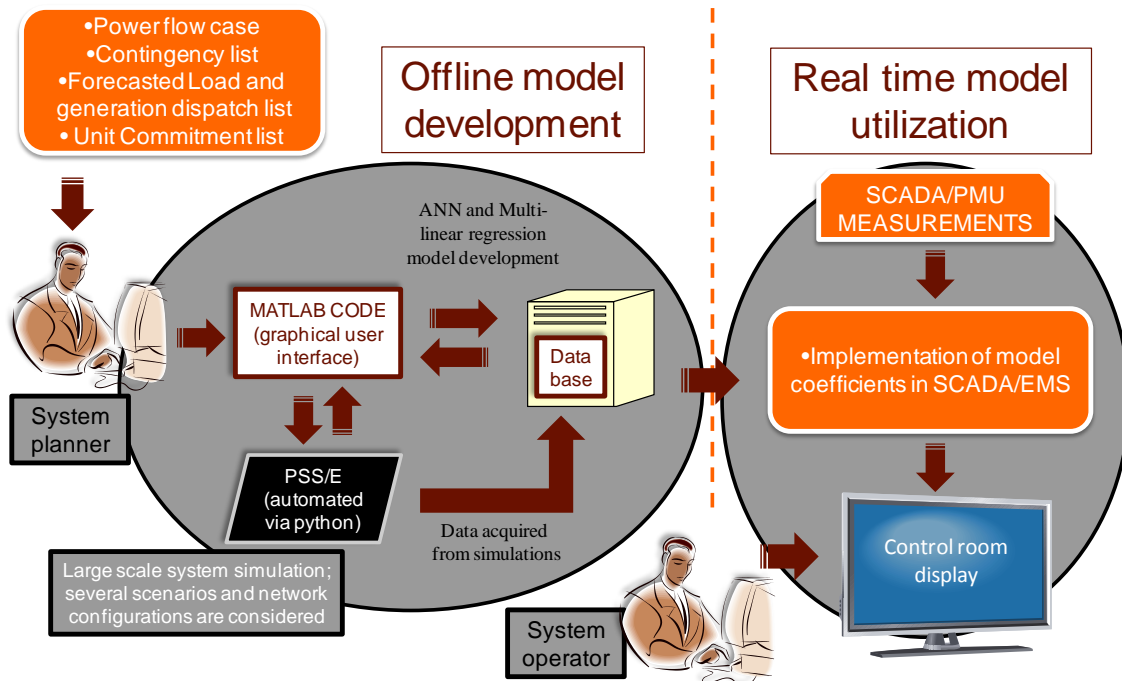 •Power flow case
•Contingency list
•Forecasted Load and
generation dispatch list
• Unit Commitment list
Offline model
development
Real time model
utilization
ANN and Multi-
linear regression
model development
SCADA/PMU
MEASUREMENTS
MATLAB CODE
(graphical user
interface)
Data
base
•Implementation of model
coefficients in SCADA/EMS
System
planner
PSS/E
(automated
via python)
Data acquired
from simulations
Large scale system simulation;
several scenarios and network
configurations are considered
Control room
display
System
operator